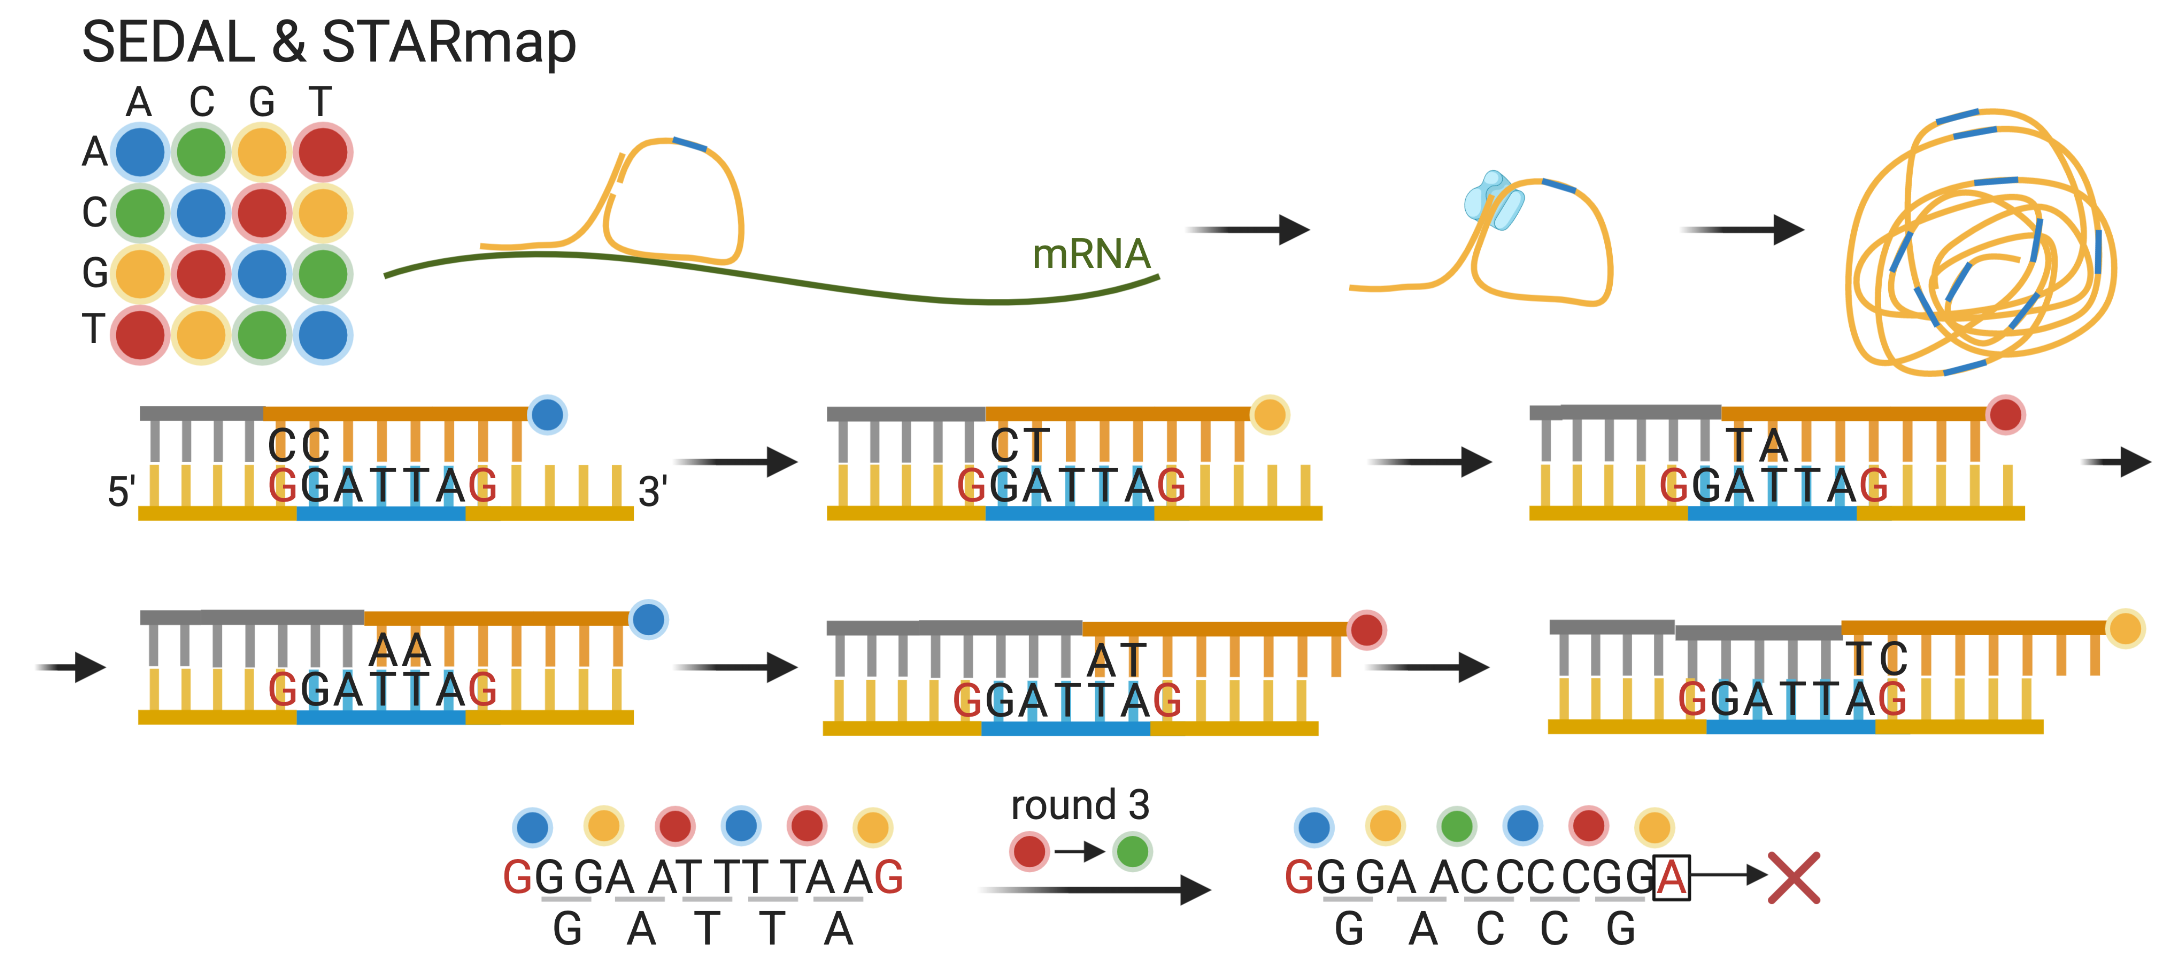 SEDAL & STARmap
A C G T
A
C
G
T
mRNA
CC
5' GGATTAG 3'
CT
GGATTAG
TA
GGATTAG
AA
GGATTAG
AT
GGATTAG
TC
GGATTAG
round 3
GG GA AT TT TA AG
G A T T A
GG GA AC CC CG GA
G A C C G